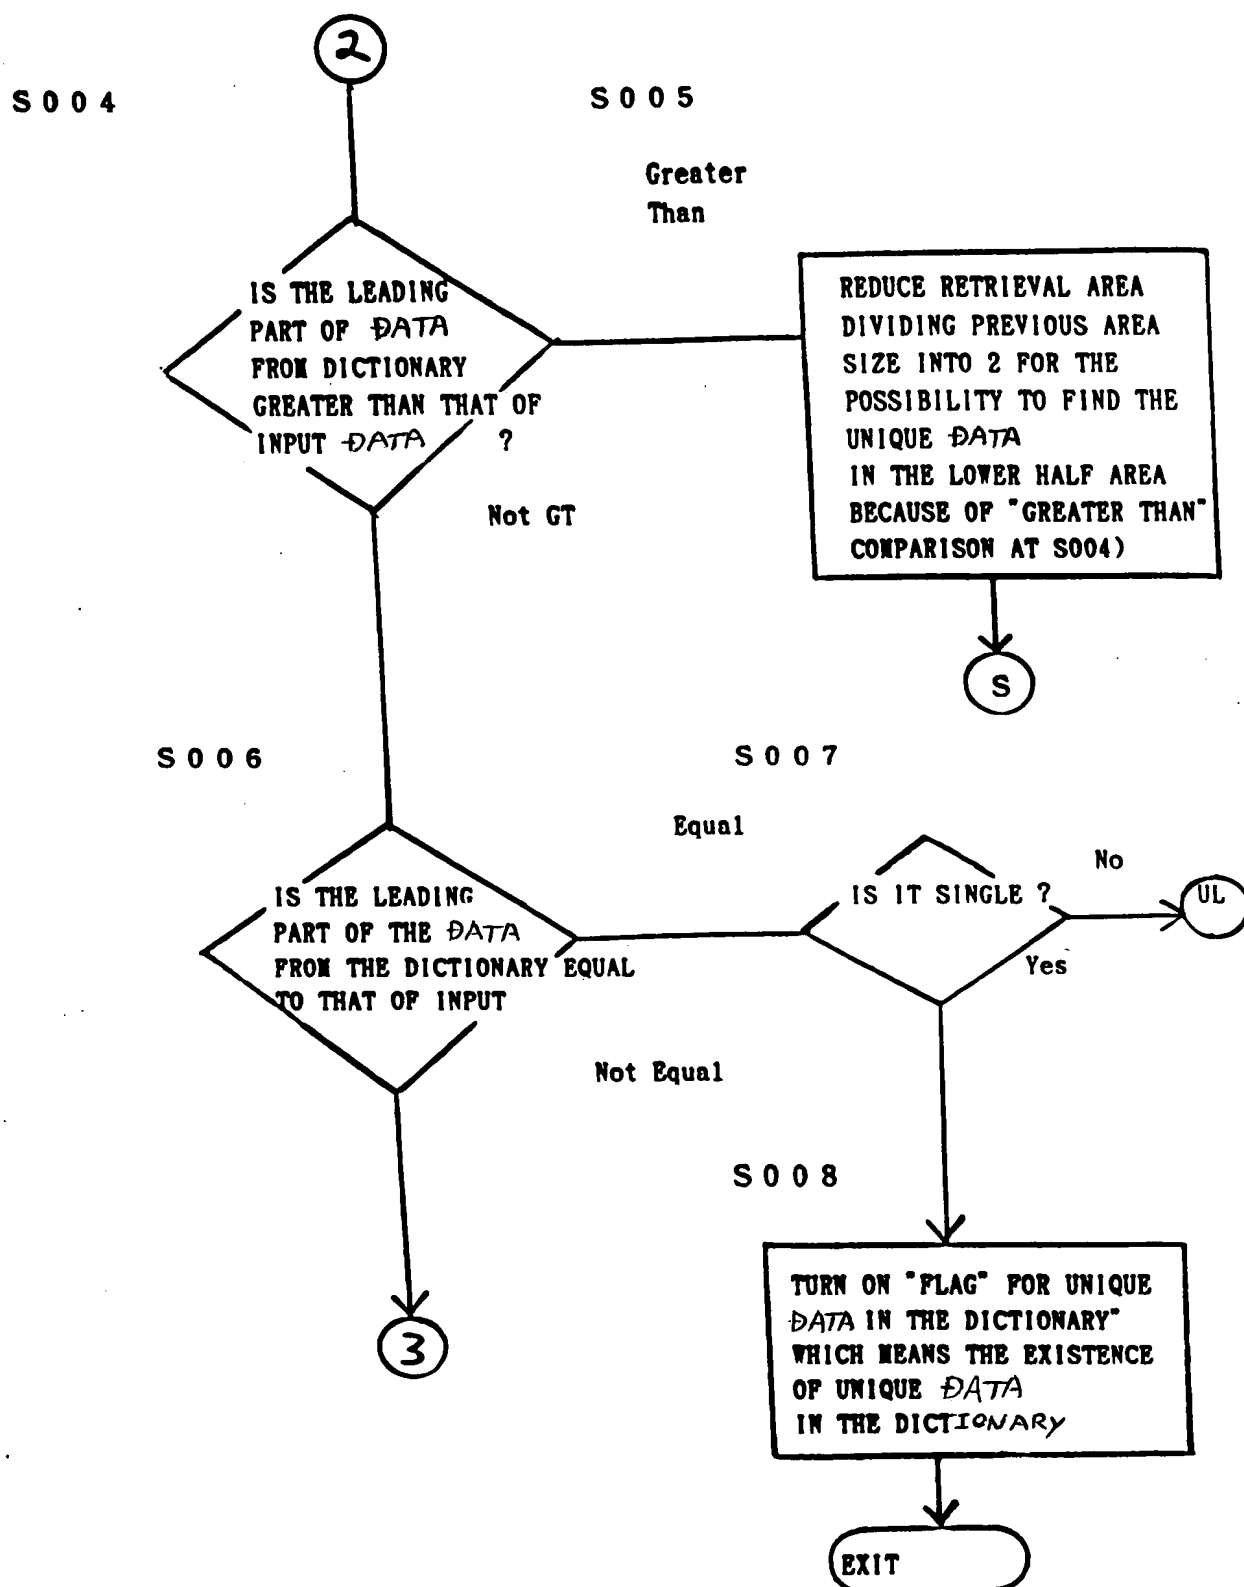 2
S004
S005
Greater
Than
IS THE LEADING
PART OF DATA
FROM DICTIONARY
GREATER THAN THAT OF
INPUT DATA ?
REDUCE RETRIEVAL AREA
DIVIDING PREVIOUS AREA
SIZE INTO 2 FOR THE
POSSIBILITY TO FIND THE
UNIQUE DATA
IN THE LOWER HALF AREA
BECAUSE OF "GREATER THAN"
COMPARISON AT S004)
Not GT
S
S006
S007
Equal
No
IS THE LEADING
PART OF THE DATA
FROM THE DICTIONARY EQUAL
TO THAT OF INPUT
IS IT SINGLE ?
UL
Yes
Not Equal
S008
TURN ON "FLAG" FOR UNIQUE
DATA IN THE DICTIONARY"
WHICH MEANS THE EXISTENCE
OF UNIQUE DATA
IN THE DICTIONARY
3
EXIT